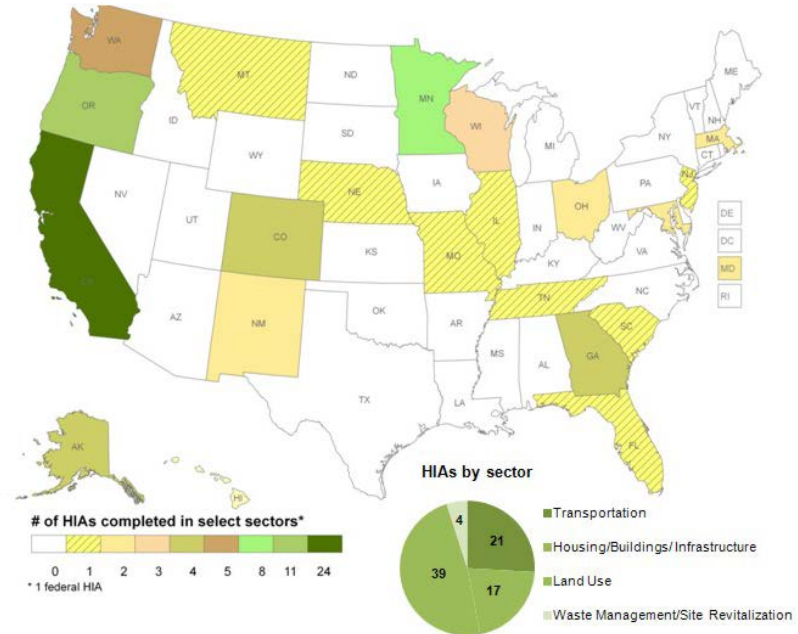 WA
MT
ND
MN
ME
OR
ID
SD
WI
VT
NH
NY
MA
WY
MI
CT
NE
IA
PA
NJ
NV
UT
CO
KS
MO
IL
IN
OH
WV
VA
KY
DE
DC
MD
RI
CA
AZ
NM
OK
AR
TN
NC
SC
MS
AL
GA
TX
LA
FL
AK
HI
HIAs by sector
# of HIAs completed in select sectors*
0 1 2 3 4 5 8 11 24
* 1 federal HIA
4
21
39
17
Transportation
Housing/Buildings/Infrastructure
Land Use
Waste Management/Site Revitalization